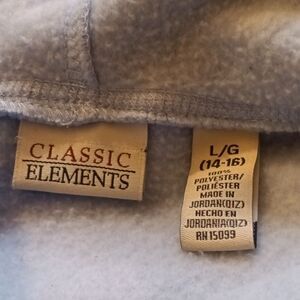 CLASSIC
ELEMENTS
L/G
(14-16)
100%
POLYESTER/
POLIÉSTER
MADE IN
JORDAN(QIZ)
HECHO EN
JORDANIA(QIZ)
RN 15099